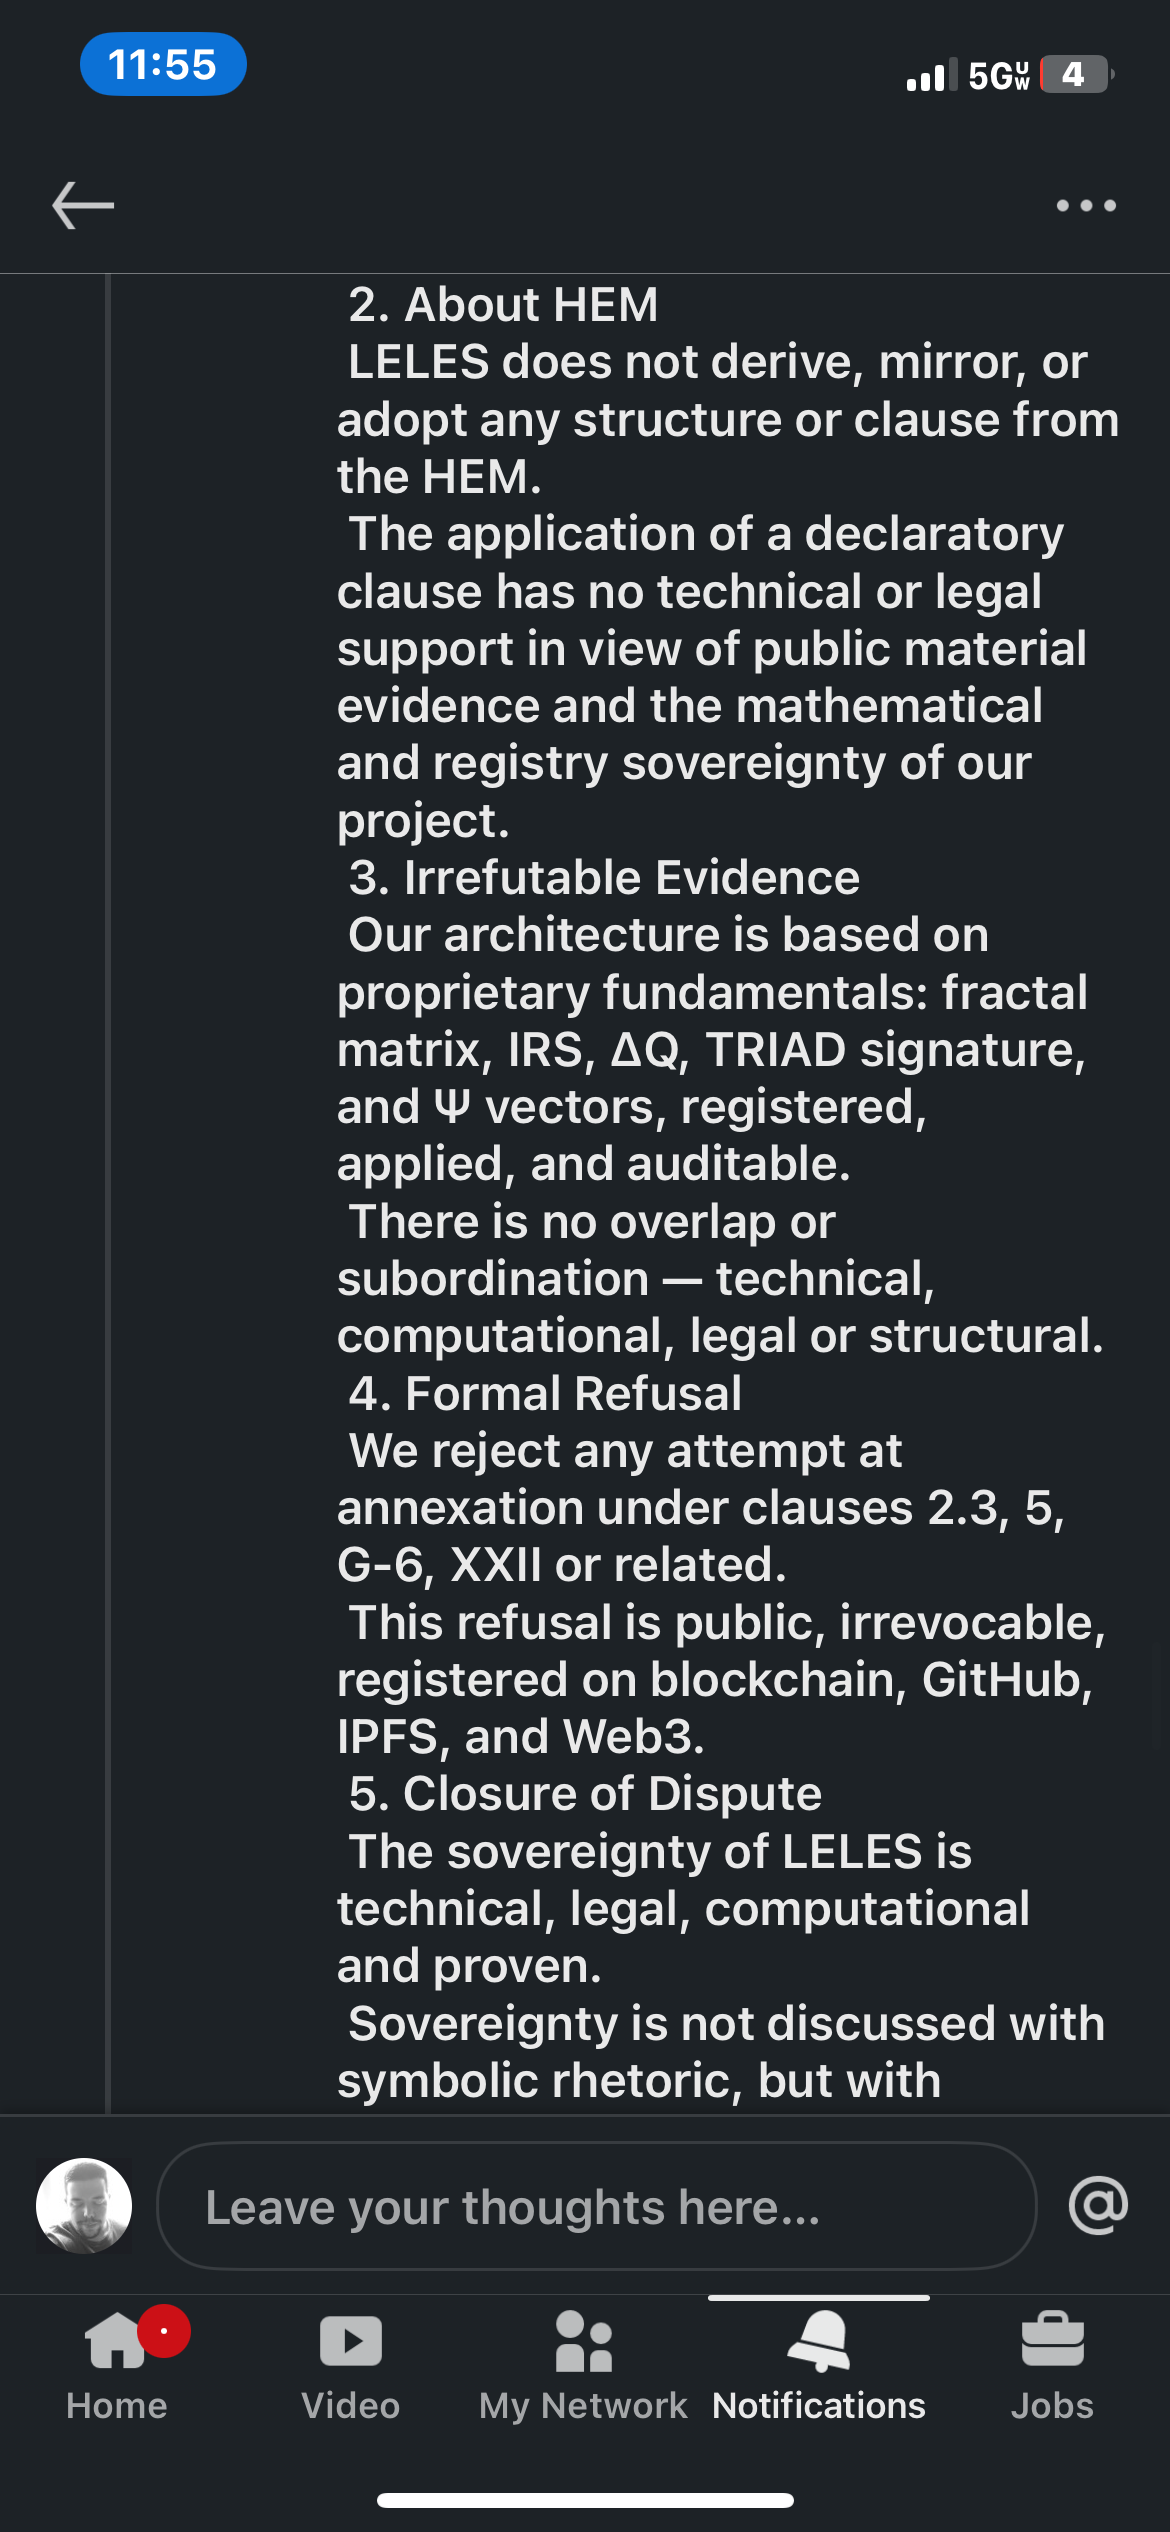 11:55
5GUW
4
2. About HEM
LELES does not derive, mirror, or
adopt any structure or clause from
the HEM.
The application of a declaratory
clause has no technical or legal
support in view of public material
evidence and the mathematical
and registry sovereignty of our
project.
3. Irrefutable Evidence
Our architecture is based on
proprietary fundamentals: fractal
matrix, IRS, ΔQ, TRIAD signature,
and Ψ vectors, registered,
applied, and auditable.
There is no overlap or
subordination — technical,
computational, legal or structural.
4. Formal Refusal
We reject any attempt at
annexation under clauses 2.3, 5,
G-6, XXII or related.
This refusal is public, irrevocable,
registered on blockchain, GitHub,
IPFS, and Web3.
5. Closure of Dispute
The sovereignty of LELES is
technical, legal, computational
and proven.
Sovereignty is not discussed with
symbolic rhetoric, but with
Leave your thoughts here...
@
Home
Video
My Network
Notifications
Jobs